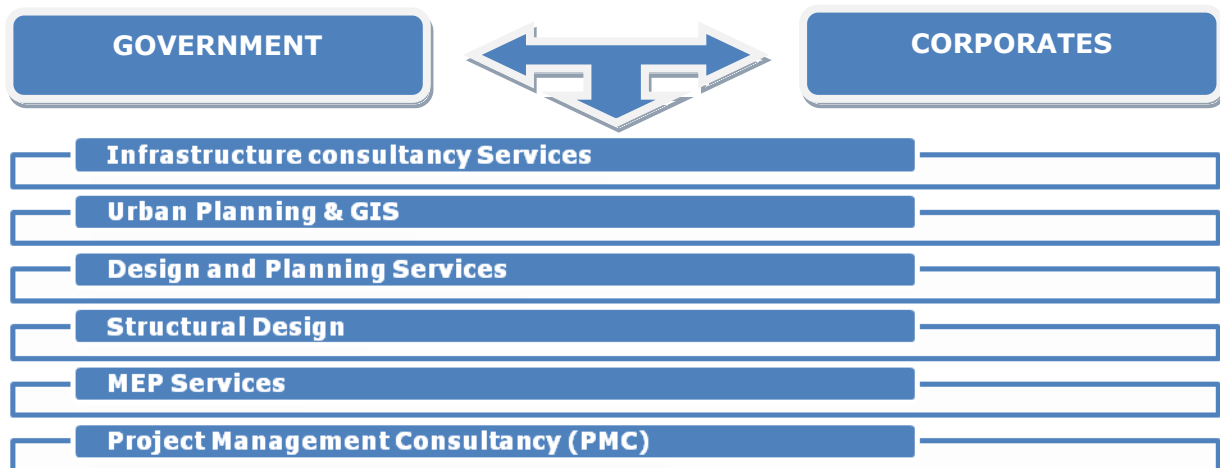 GOVERNMENT
CORPORATES
Infrastructure consultancy Services
Urban Planning & GIS
Design and Planning Services
Structural Design
MEP Services
Project Management Consultancy (PMC)